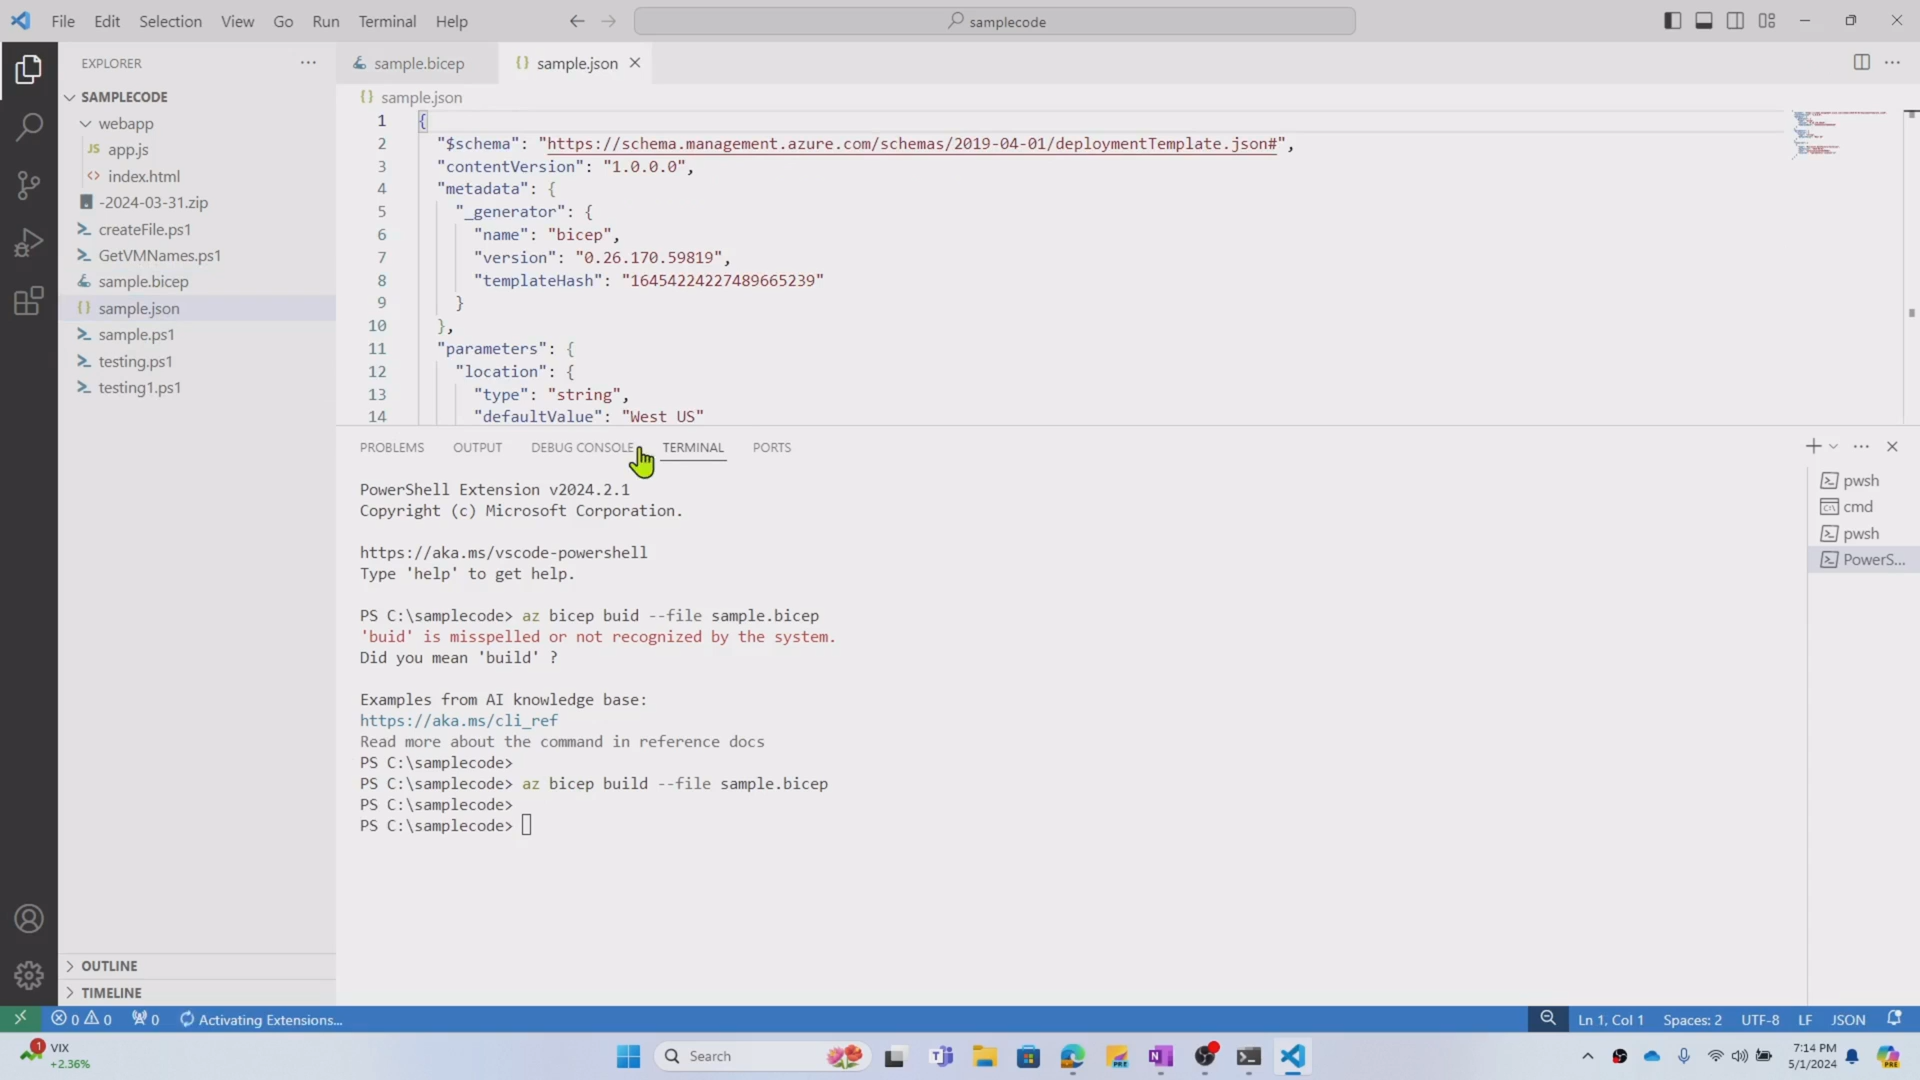 File Edit Selection View Go Run Terminal Help
samplecode
EXPLORER
SAMPLECODE
webapp
JS app.js
<> index.html
-2024-03-31.zip
createFile.ps1
GetVMNames.ps1
sample.bicep
{} sample.json
sample.ps1
testing.ps1
testing1.ps1
OUTLINE
TIMELINE
sample.bicep
{} sample.json
{} sample.json
1 {
2 "$schema": "https://schema.management.azure.com/schemas/2019-04-01/deploymentTemplate.json#",
3 "contentVersion": "1.0.0.0",
4 "metadata": {
5 "_generator": {
6 "name": "bicep",
7 "version": "0.26.170.59819",
8 "templateHash": "16454224227489665239"
9 }
10 },
11 "parameters": {
12 "location": {
13 "type": "string",
14 "defaultValue": "West US"
PROBLEMS OUTPUT DEBUG CONSOLE TERMINAL PORTS
PowerShell Extension v2024.2.1
Copyright (c) Microsoft Corporation.
https://aka.ms/vscode-powershell
Type 'help' to get help.
PS C:\samplecode> az bicep buid --file sample.bicep
'buid' is misspelled or not recognized by the system.
Did you mean 'build' ?
Examples from AI knowledge base:
https://aka.ms/cli_ref
Read more about the command in reference docs
PS C:\samplecode>
PS C:\samplecode> az bicep build --file sample.bicep
PS C:\samplecode>
PS C:\samplecode>
pwsh
cmd
pwsh
PowerS...
0 0 0 Activating Extensions...
Ln 1, Col 1 Spaces: 2 UTF-8 LF JSON
1
VIX
+2.36%
Search
PRE
7:14 PM
5/1/2024
PRE